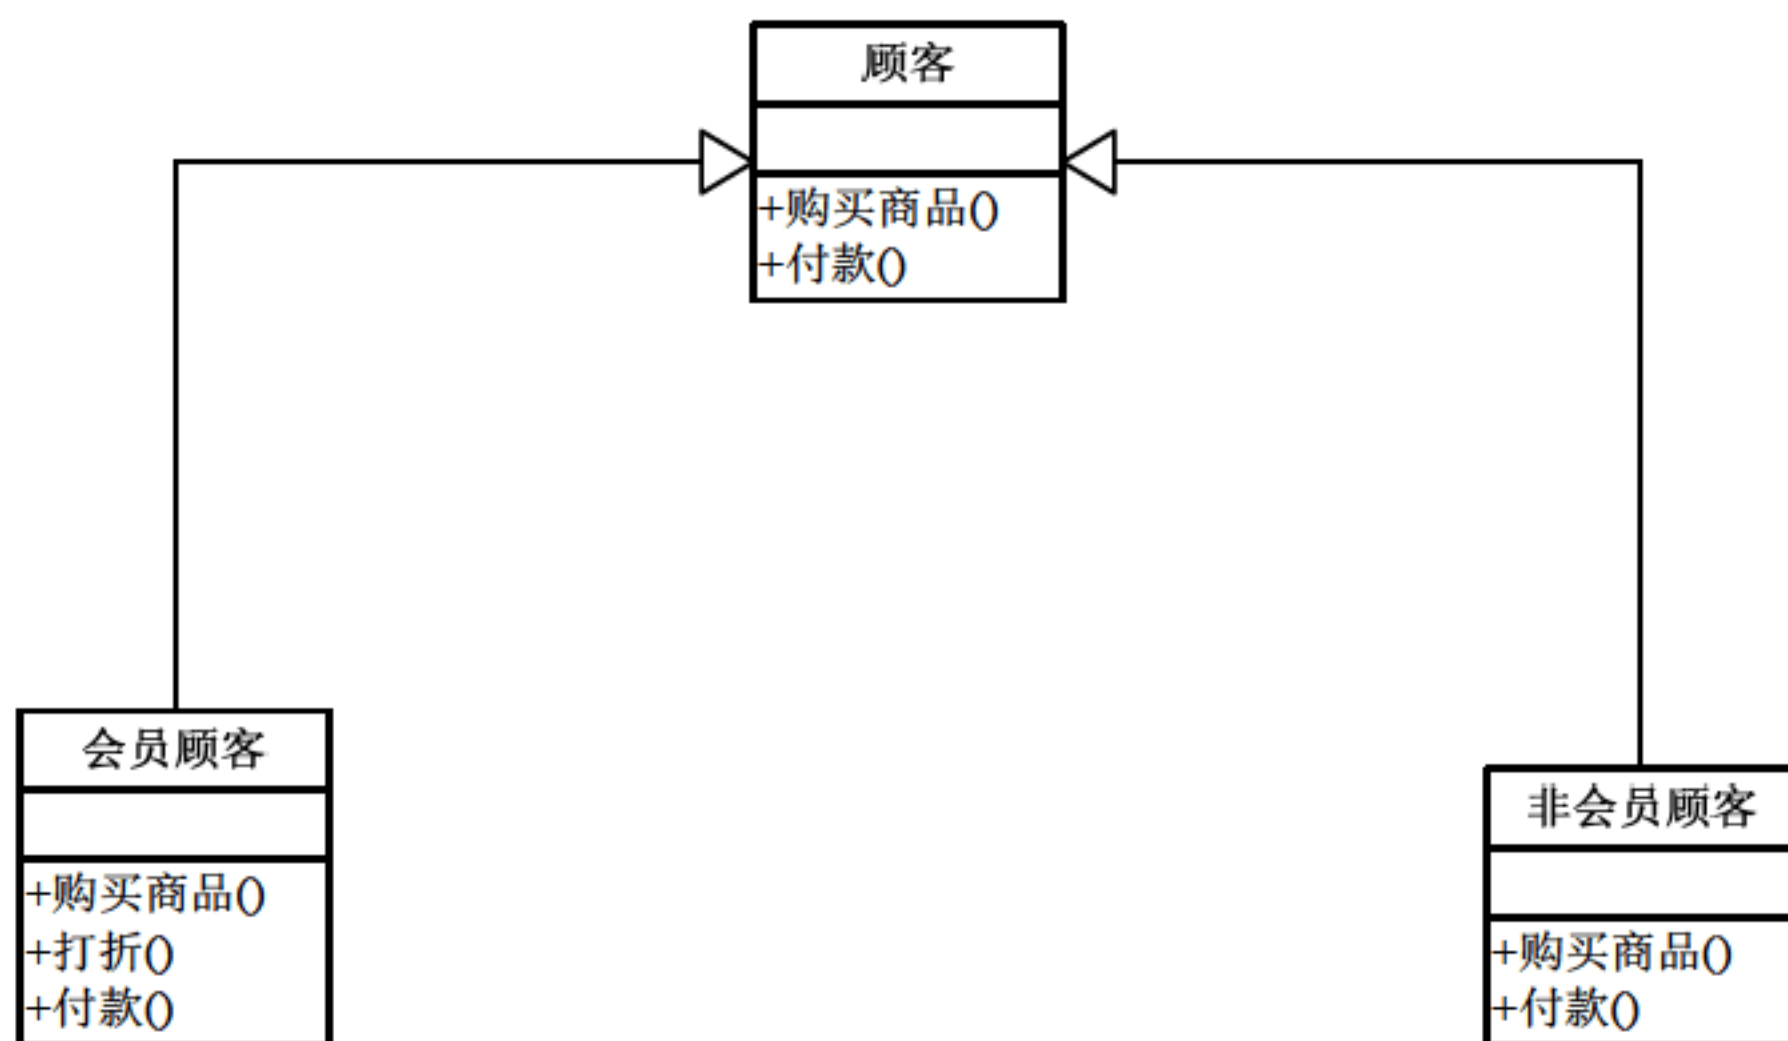 顾客
+购买商品()
+付款()
会员顾客
+购买商品()
+打折()
+付款()
非会员顾客
+购买商品()
+付款()